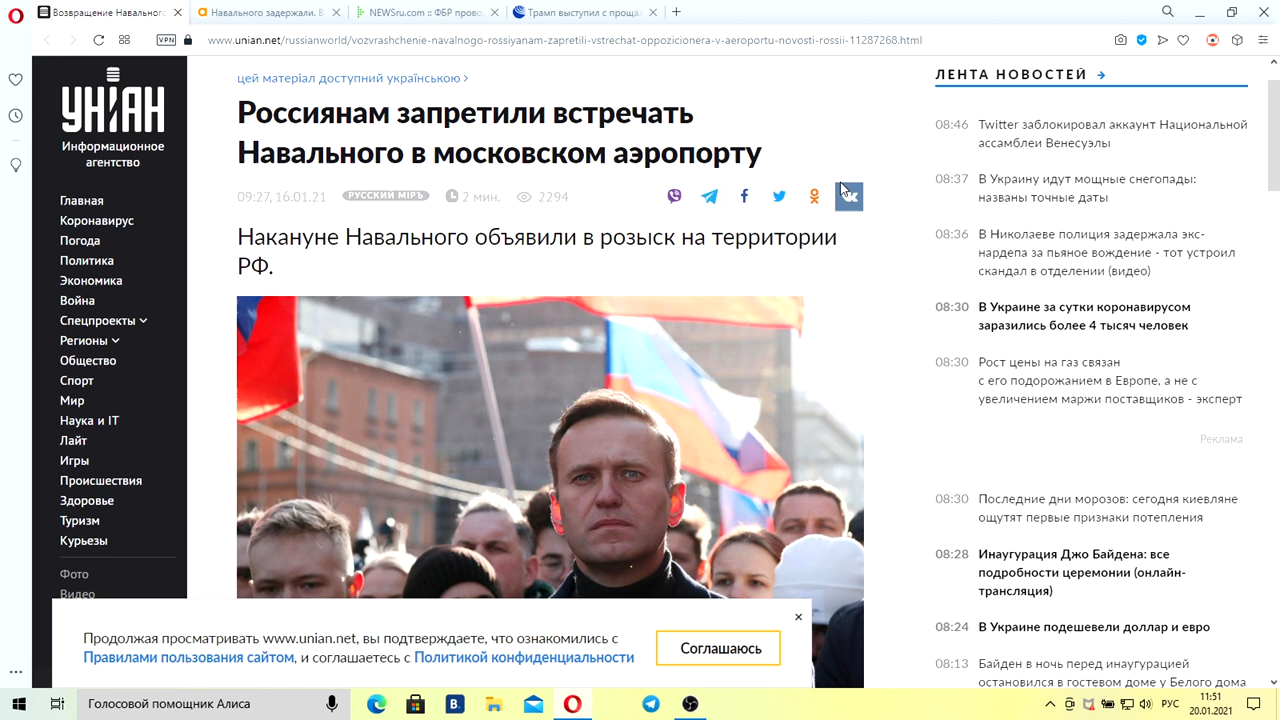 Возвращение Навального
Навального задержали. В
NEWSru.com :: ФБР провод
Трамп выступил с проща
VPN
www.unian.net/russianworld/vozvrashchenie-navalnogo-rossiyanam-zapretili-vstrechat-oppozicionera-v-aeroportu-novosti-rossii-11287268.html
УНІАН
Информационное
агентство
Главная
Коронавирус
Погода
Политика
Экономика
Война
Спецпроекты
Регионы
Общество
Спорт
Мир
Наука и IT
Лайт
Игры
Происшествия
Здоровье
Туризм
Курьезы
Фото
Видео
цей матеріал доступний українською
Россиянам запретили встречать
Навального в московском аэропорту
09:27, 16.01.21 РУССКИЙ МІРЪ 2 мин. 2294
Накануне Навального объявили в розыск на территории
РФ.
ЛЕНТА НОВОСТЕЙ
08:46 Twitter заблокировал аккаунт Национальной
ассамблеи Венесуэлы
08:37 В Украину идут мощные снегопады:
названы точные даты
08:36 В Николаеве полиция задержала экс-
нардепа за пьяное вождение - тот устроил
скандал в отделении (видео)
08:30 В Украине за сутки коронавирусом
заразились более 4 тысяч человек
08:30 Рост цены на газ связан
с его подорожанием в Европе, а не с
увеличением маржи поставщиков - эксперт
Реклама
08:30 Последние дни морозов: сегодня киевляне
ощутят первые признаки потепления
08:28 Инаугурация Джо Байдена: все
подробности церемонии (онлайн-
трансляция)
08:24 В Украине подешевели доллар и евро
08:13 Байден в ночь перед инаугурацией
остановился в гостевом доме у Белого дома
Продолжая просматривать www.unian.net, вы подтверждаете, что ознакомились с
Правилами пользования сайтом, и соглашаетесь с Политикой конфиденциальности
Соглашаюсь
Голосовой помощник Алиса
РУС
11:51
20.01.2021